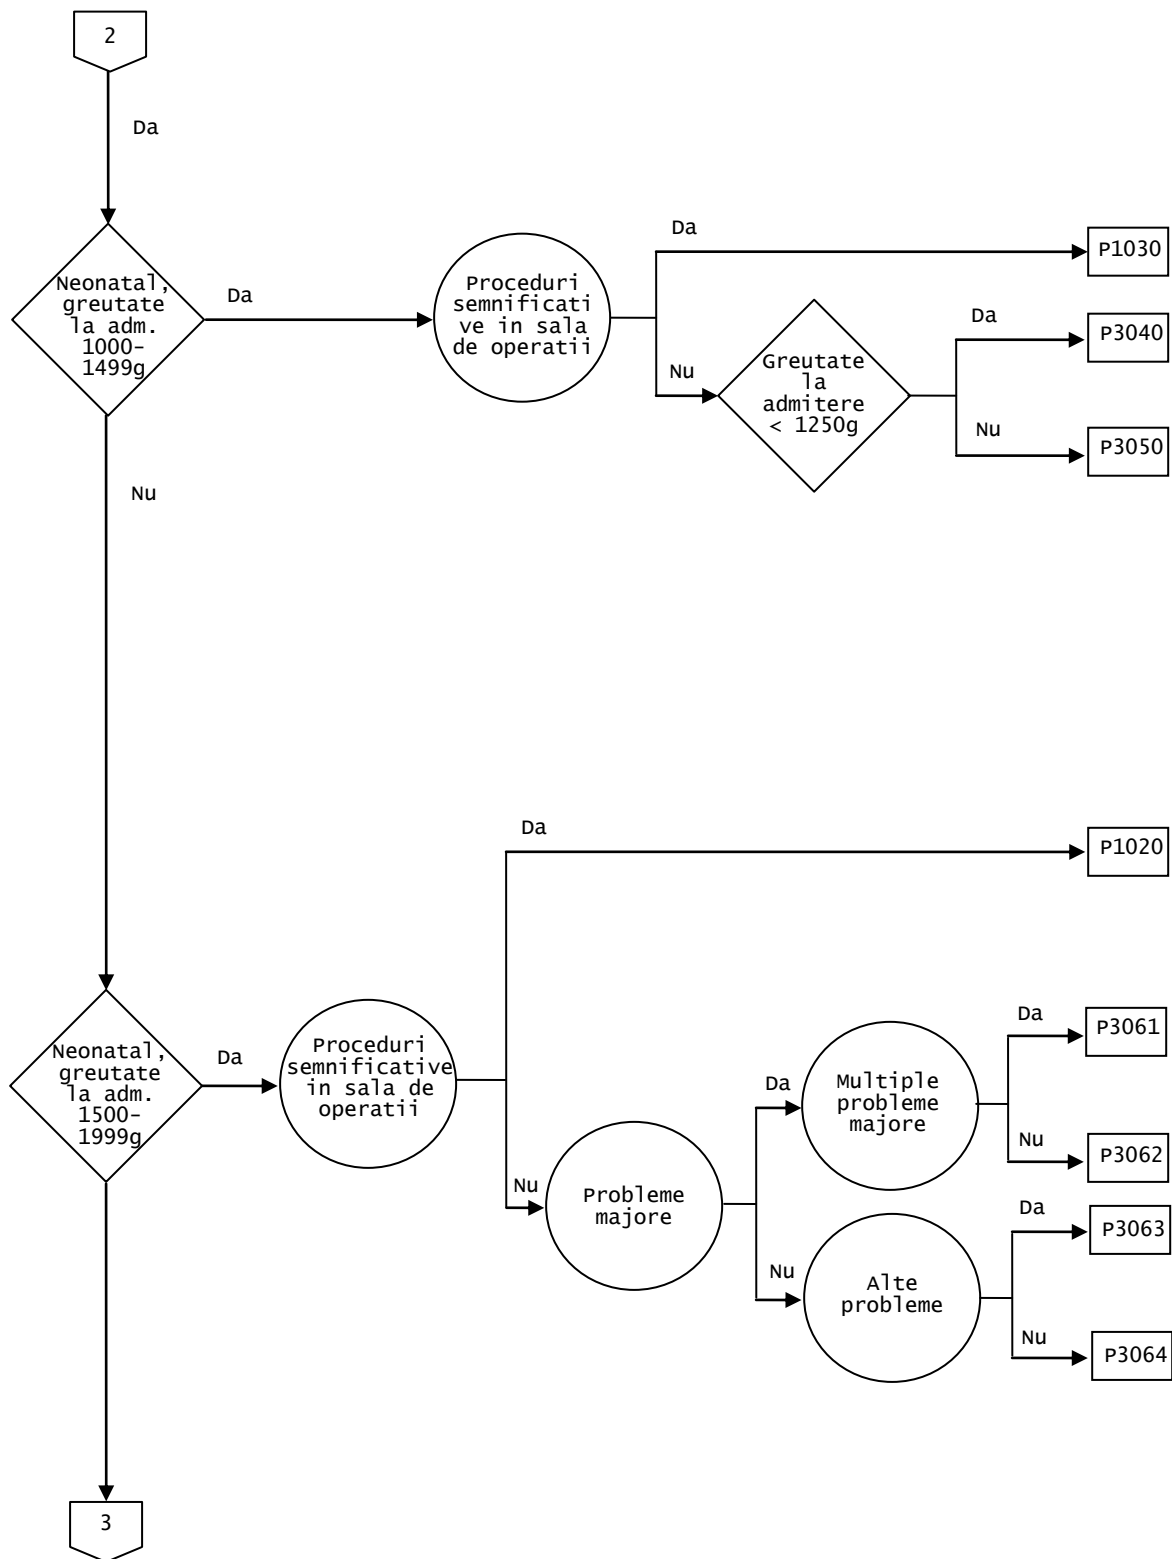 2
Da
Neonatal,
greutate
la adm.
1000-
1499g
Da
Proceduri
semnificati
ve in sala
de operatii
Da
P1030
Nu
Greutate
la
admitere
< 1250g
Da
P3040
Nu
P3050
Nu
Neonatal,
greutate
la adm.
1500-
1999g
Da
Proceduri
semnificative
in sala de
operatii
Da
P1020
Nu
Probleme
majore
Da
Multiple
probleme
majore
Da
P3061
Nu
P3062
Nu
Alte
probleme
Da
P3063
Nu
P3064
3